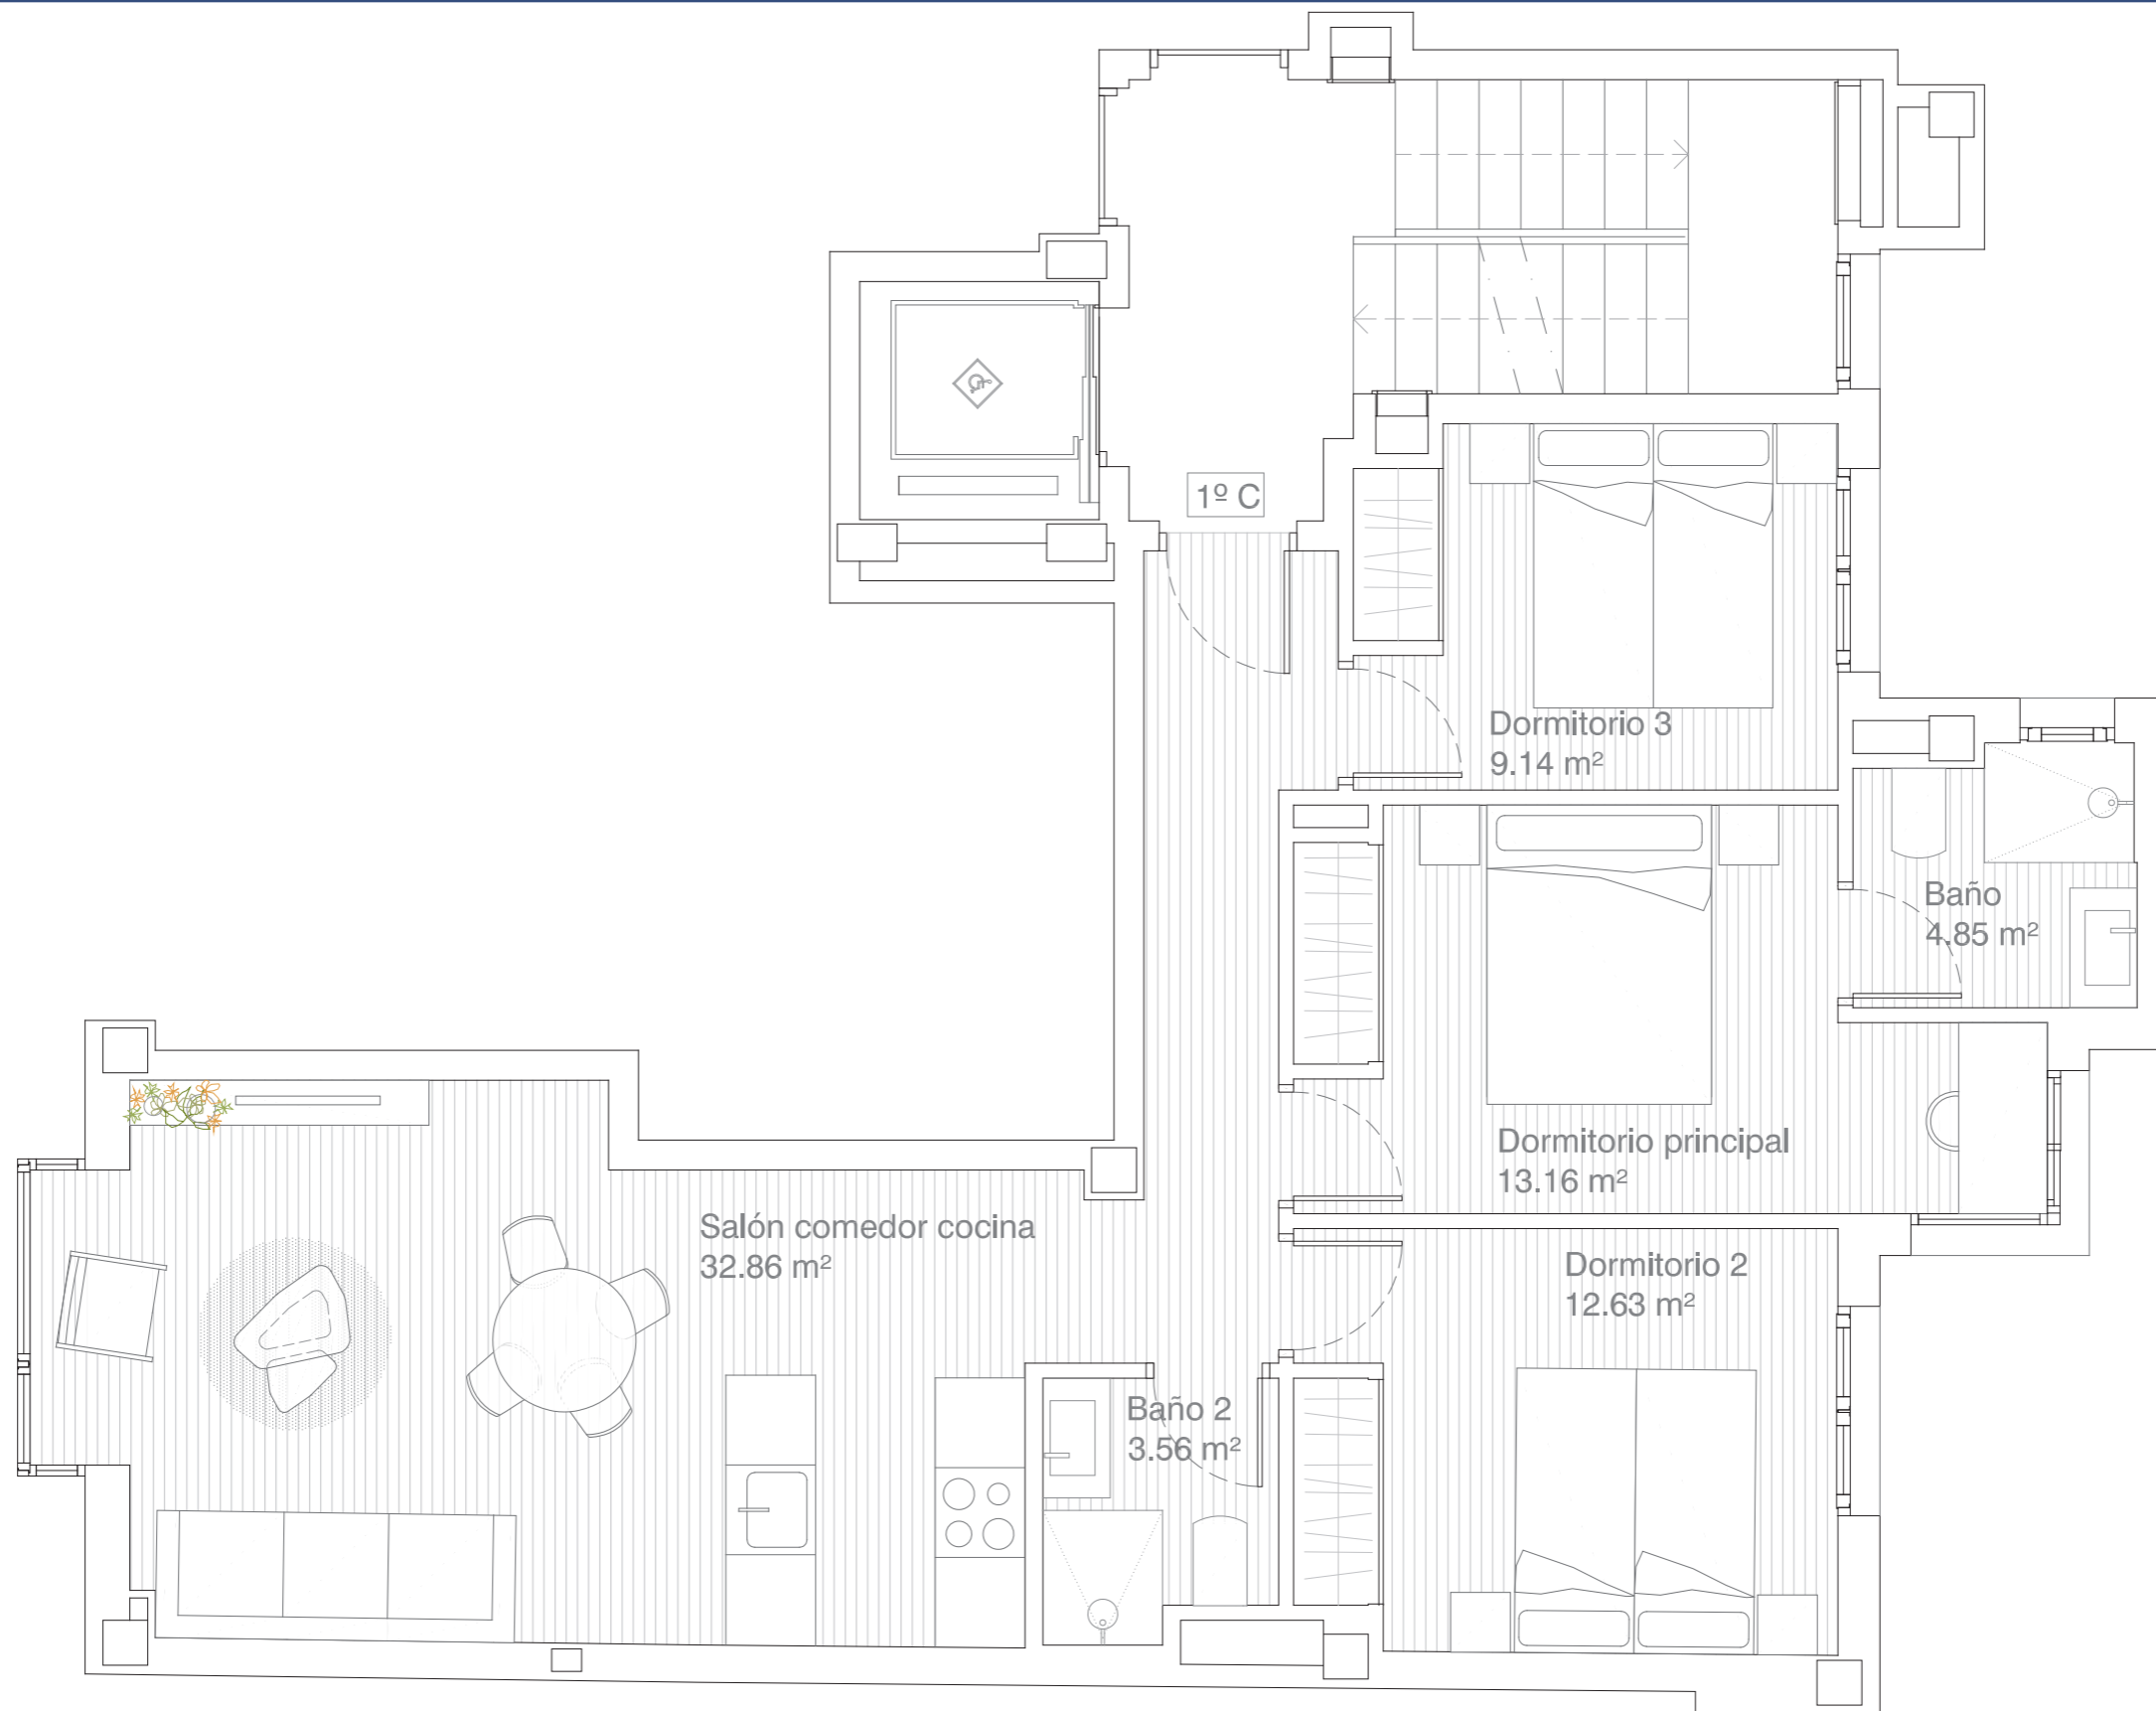 1º C
Dormitorio 3
9.14 m²
Baño
4.85 m²
Dormitorio principal
13.16 m²
Salón comedor cocina
32.86 m²
Dormitorio 2
12.63 m²
Baño 2
3.56 m²